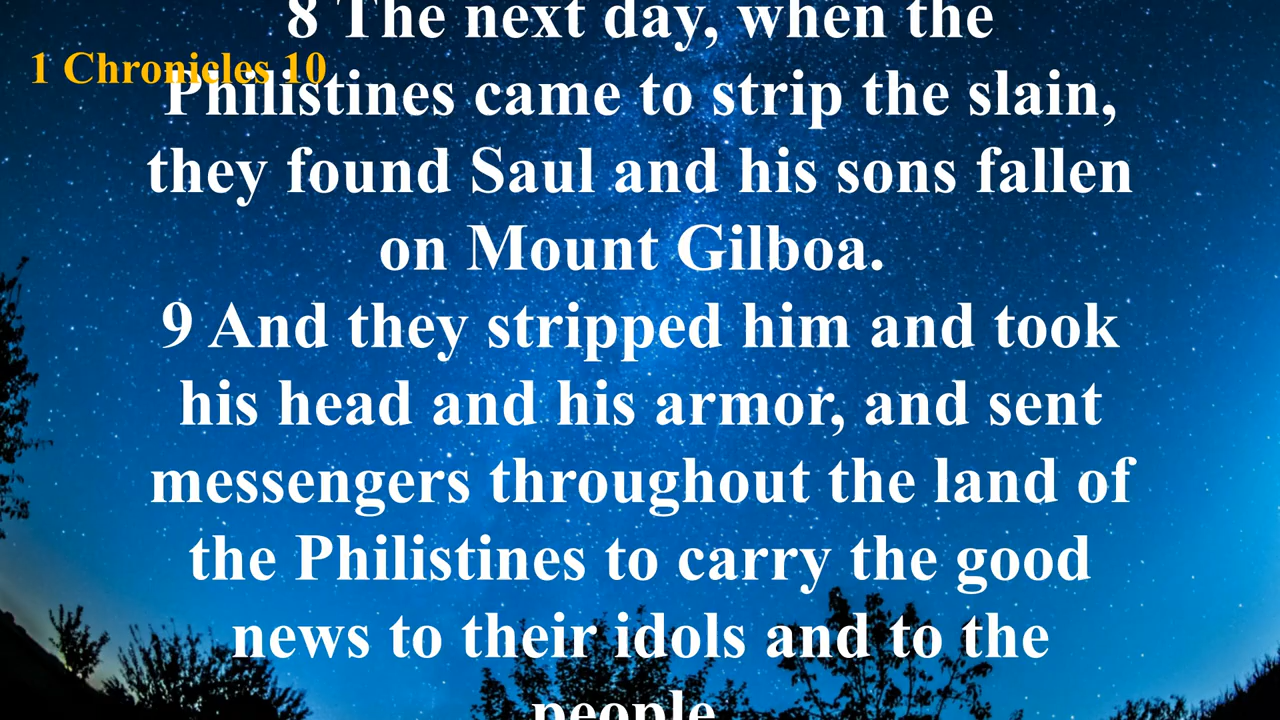 8 The next day, when the
1 Chronicles 10
Philistines came to strip the slain,
they found Saul and his sons fallen
on Mount Gilboa.
9 And they stripped him and took
his head and his armor, and sent
messengers throughout the land of
the Philistines to carry the good
news to their idols and to the
people